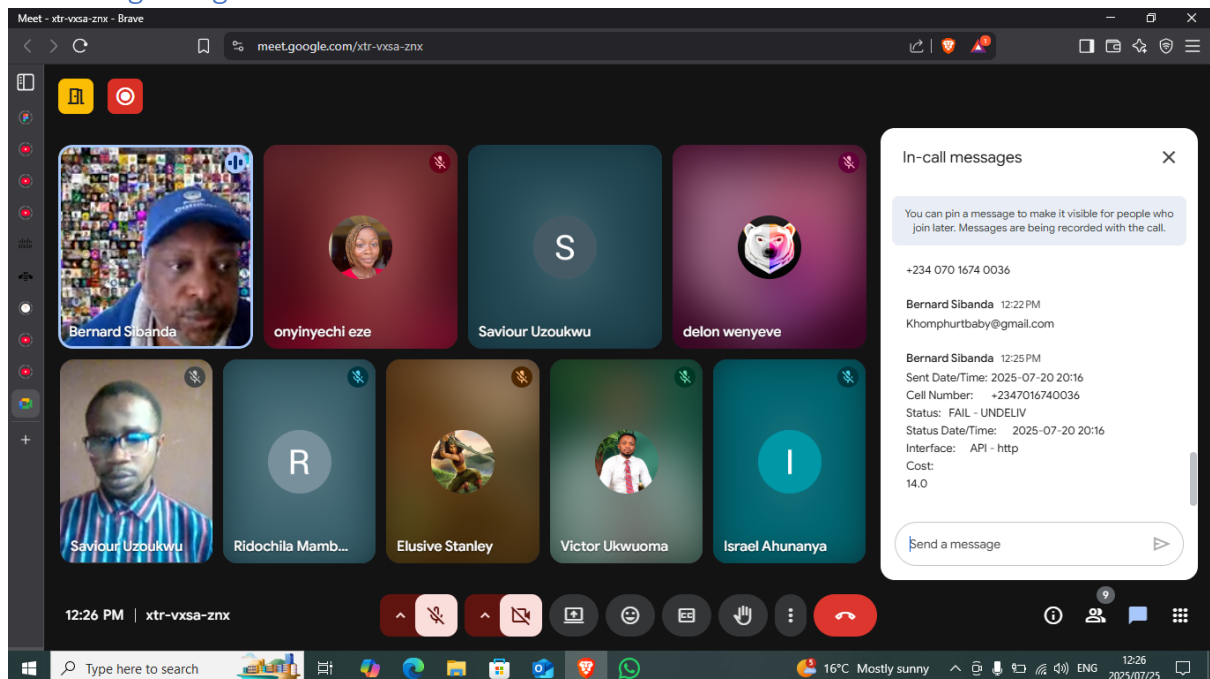 Meet - xtr-vxsa-znx - Brave
meet.google.com/xtr-vxsa-znx
Bernard Sibanda
onyinyechi eze
S
Saviour Uzoukwu
delon wenyeve
Saviour Uzoukwu
R
Ridochila Mamb...
Elusive Stanley
Victor Ukwuoma
I
Israel Ahunanya
In-call messages
You can pin a message to make it visible for people who
join later. Messages are being recorded with the call.
+234 070 1674 0036
Bernard Sibanda 12:22 PM
Khomphurtbaby@gmail.com
Bernard Sibanda 12:25 PM
Sent Date/Time: 2025-07-20 20:16
Cell Number: +2347016740036
Status: FAIL - UNDELIV
Status Date/Time: 2025-07-20 20:16
Interface: API - http
Cost:
14.0
Send a message
12:26 PM | xtr-vxsa-znx
9
Type here to search
16°C Mostly sunny
ENG
12:26
2025/07/25